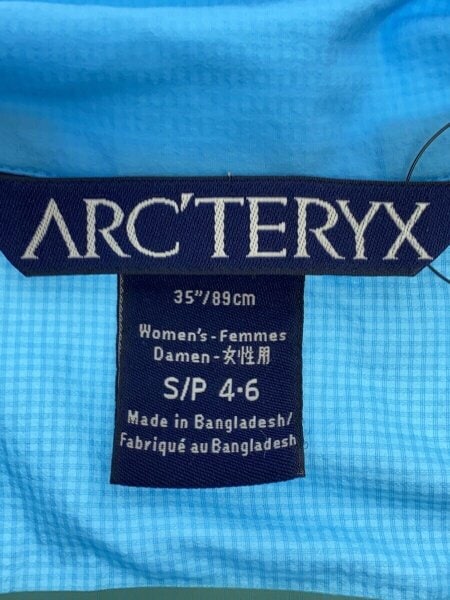 ARC'TERYX
35"/89cm
Women's-Femmes
Damen-女性用
S/P 4·6
Made in Bangladesh/
Fabriqué au Bangladesh